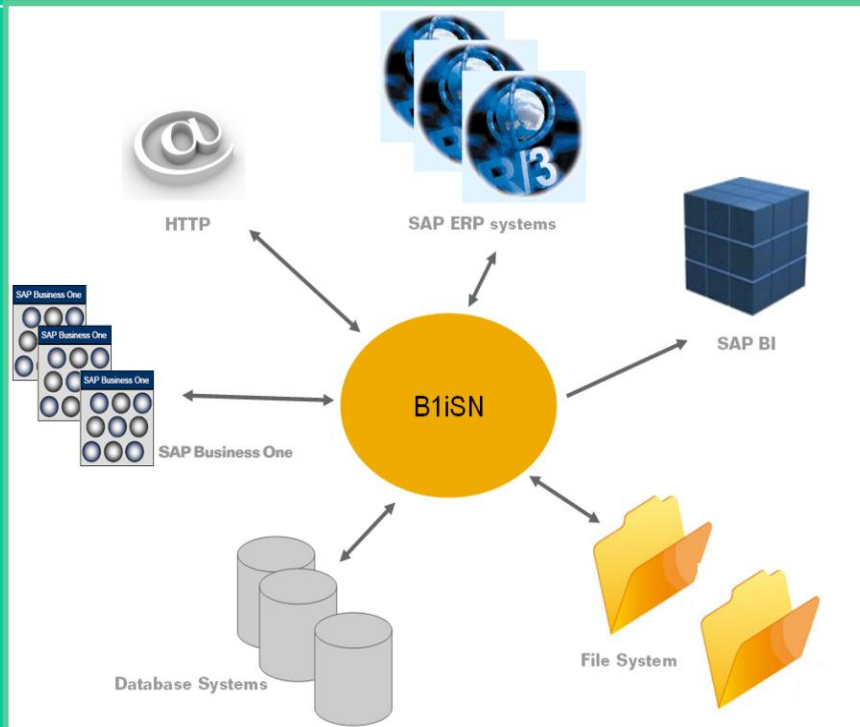 R/3
HTTP
SAP ERP systems
SAP BI
SAP Business One
SAP Business One
SAP Business One
SAP Business One
B1iSN
File System
Database Systems